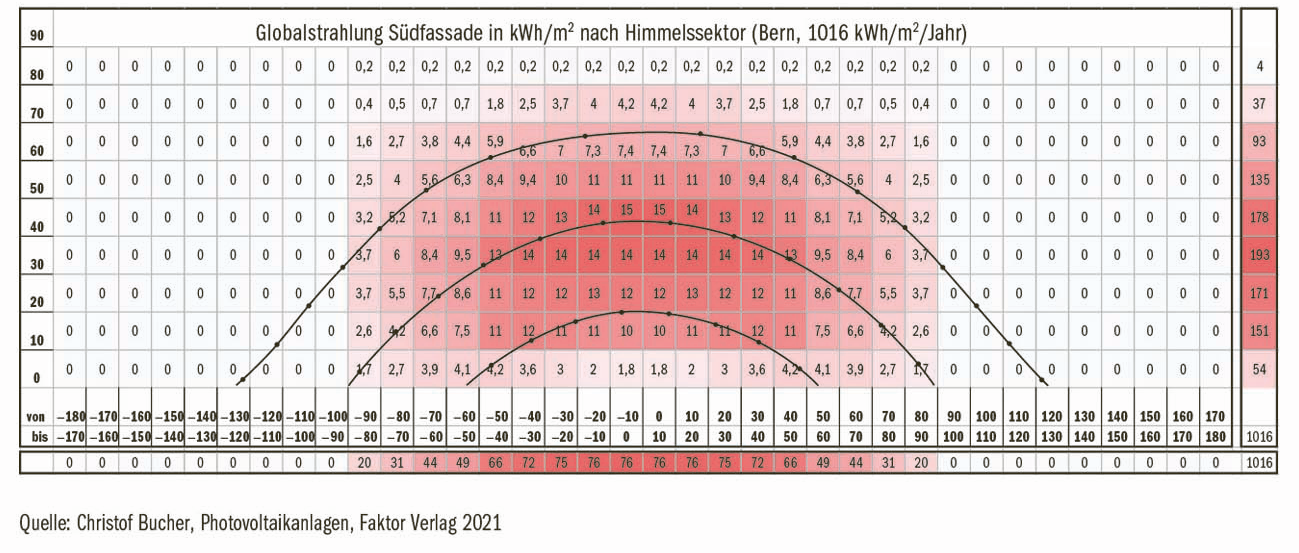 Globalstrahlung Südfassade in kWh/m² nach Himmelssektor (Bern, 1016 kWh/m²/Jahr)
90
80 0 0 0 0 0 0 0 0 0 0,2 0,2 0,2 0,2 0,2 0,2 0,2 0,2 0,2 0,2 0,2 0,2 0,2 0,2 0,2 0,2 0,2 0,2 0 0 0 0 0 0 0 0 0 4
70 0 0 0 0 0 0 0 0 0 0,4 0,5 0,7 0,7 1,8 2,5 3,7 4 4,2 4,2 4 3,7 2,5 1,8 0,7 0,7 0,5 0,4 0 0 0 0 0 0 0 0 0 37
60 0 0 0 0 0 0 0 0 0 1,6 2,7 3,8 4,4 5,9 6,6 7 7,3 7,4 7,4 7,3 7 6,6 5,9 4,4 3,8 2,7 1,6 0 0 0 0 0 0 0 0 0 93
50 0 0 0 0 0 0 0 0 0 2,5 4 5,6 6,3 8,4 9,4 10 11 11 11 11 10 9,4 8,4 6,3 5,6 4 2,5 0 0 0 0 0 0 0 0 0 135
40 0 0 0 0 0 0 0 0 0 3,2 5,2 7,1 8,1 11 12 13 14 15 15 14 13 12 11 8,1 7,1 5,2 3,2 0 0 0 0 0 0 0 0 0 178
30 0 0 0 0 0 0 0 0 0 3,7 6 8,4 9,5 13 14 14 14 14 14 14 14 14 13 9,5 8,4 6 3,7 0 0 0 0 0 0 0 0 0 193
20 0 0 0 0 0 0 0 0 0 3,7 5,5 7,7 8,6 11 12 12 13 12 12 13 12 12 11 8,6 7,7 5,5 3,7 0 0 0 0 0 0 0 0 0 171
10 0 0 0 0 0 0 0 0 0 2,6 4,2 6,6 7,5 11 12 11 11 10 10 11 11 12 11 7,5 6,6 4,2 2,6 0 0 0 0 0 0 0 0 0 151
0 0 0 0 0 0 0 0 0 0 1,7 2,7 3,9 4,1 4,2 3,6 3 2 1,8 1,8 2 3 3,6 4,2 4,1 3,9 2,7 1,7 0 0 0 0 0 0 0 0 0 54
von –180 –170 –160 –150 –140 –130 –120 –110 –100 –90 –80 –70 –60 –50 –40 –30 –20 –10 0 10 20 30 40 50 60 70 80 90 100 110 120 130 140 150 160 170
bis –170 –160 –150 –140 –130 –120 –110 –100 –90 –80 –70 –60 –50 –40 –30 –20 –10 0 10 20 30 40 50 60 70 80 90 100 110 120 130 140 150 160 170 180 1016
0 0 0 0 0 0 0 0 0 20 31 44 49 66 72 75 76 76 76 76 75 72 66 49 44 31 20 0 0 0 0 0 0 0 0 0 1016
Quelle: Christof Bucher, Photovoltaikanlagen, Faktor Verlag 2021